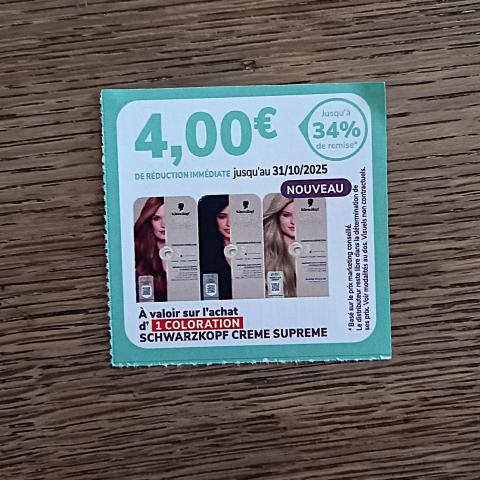 4,00€
Jusqu'à
34%
de remise*
DE RÉDUCTION IMMÉDIATE jusqu'au 31/10/2025
NOUVEAU
Schwarzkopf
Schwarzkopf
À valoir sur l'achat
d' 1 COLORATION
SCHWARZKOPF CREME SUPREME
* Basé sur le prix marketing conseillé.
Le distributeur reste libre dans la détermination de
ses prix. Voir modalités au dos. Visuels non contractuels.